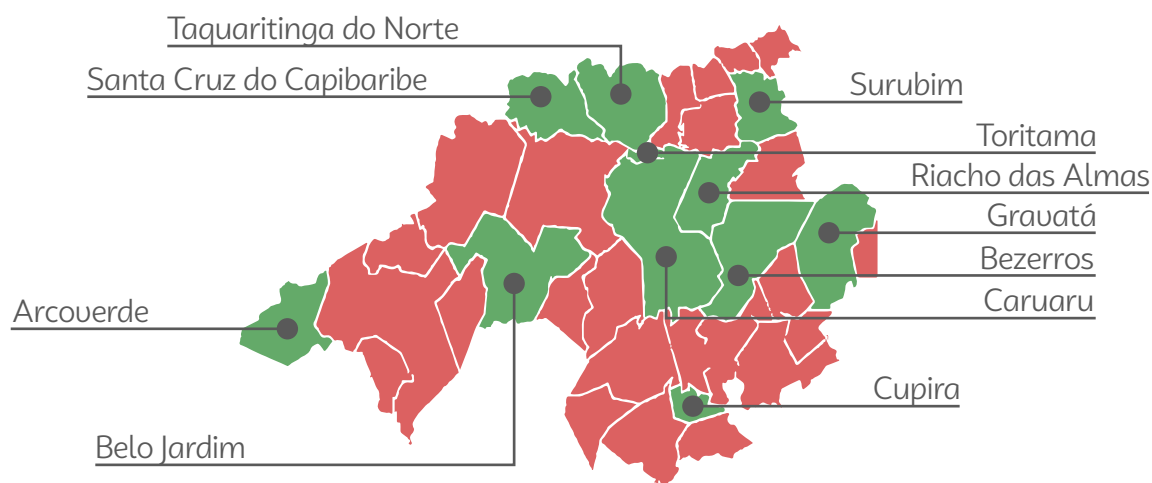 Taquaritinga do Norte
Santa Cruz do Capibaribe
Surubim
Toritama
Riacho das Almas
Gravatá
Bezerros
Caruaru
Arcoverde
Cupira
Belo Jardim